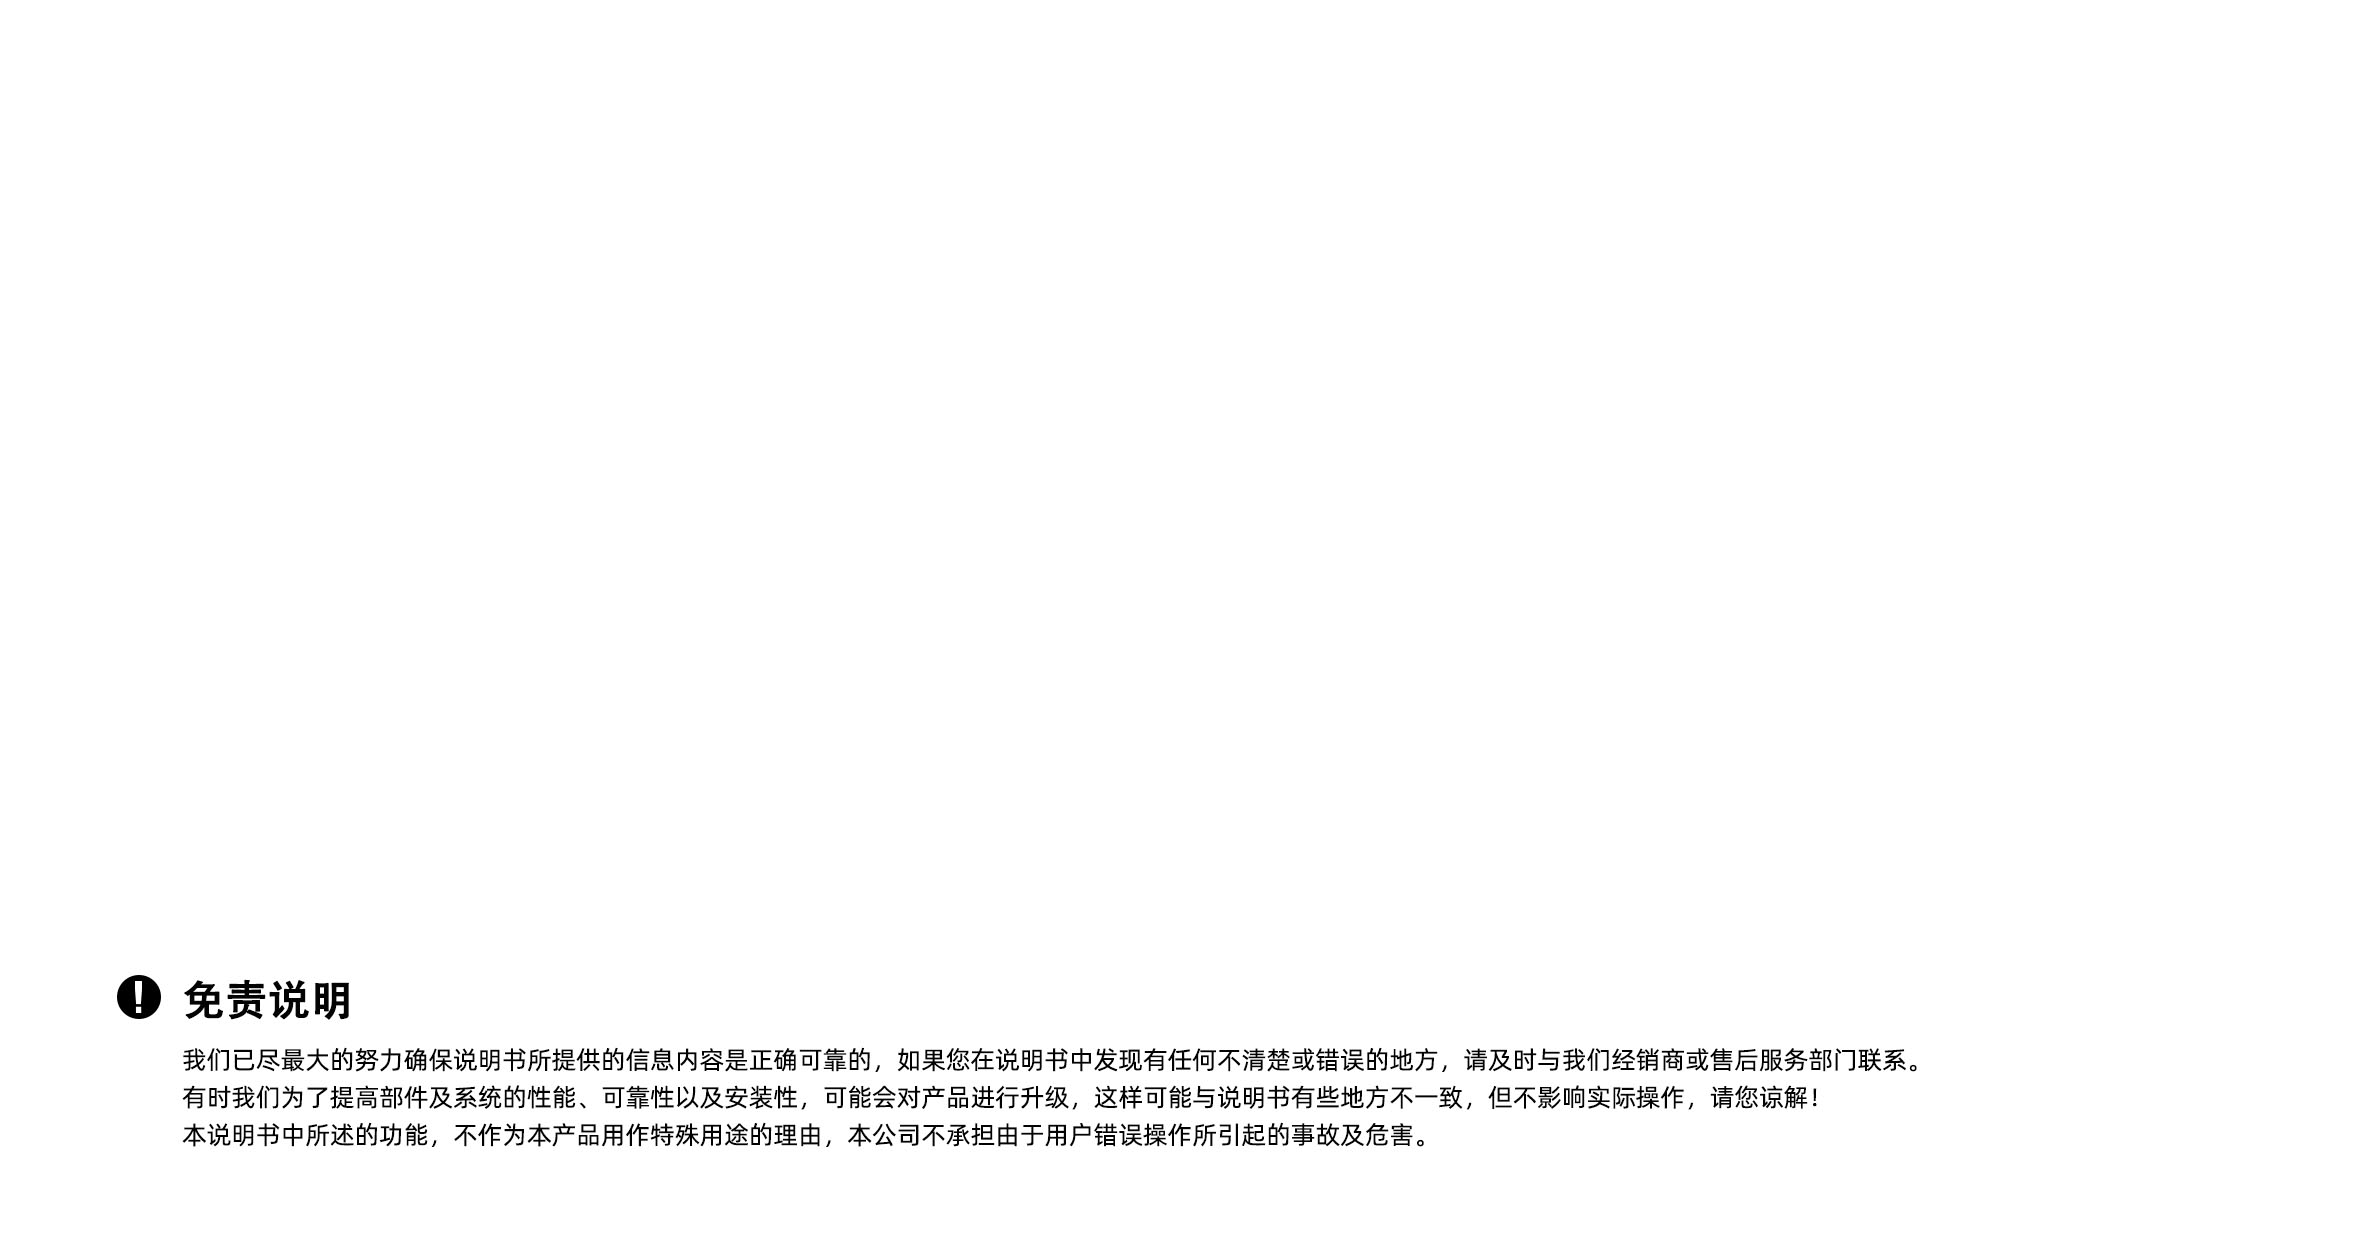 免责说明
我们已尽最大的努力确保说明书所提供的信息内容是正确可靠的，如果您在说明书中发现有任何不清楚或错误的地方，请及时与我们经销商或售后服务部门联系。
有时我们为了提高部件及系统的性能、可靠性以及安装性，可能会对产品进行升级，这样可能与说明书有些地方不一致，但不影响实际操作，请您谅解！
本说明书中所述的功能，不作为本产品用作特殊用途的理由，本公司不承担由于用户错误操作所引起的事故及危害。